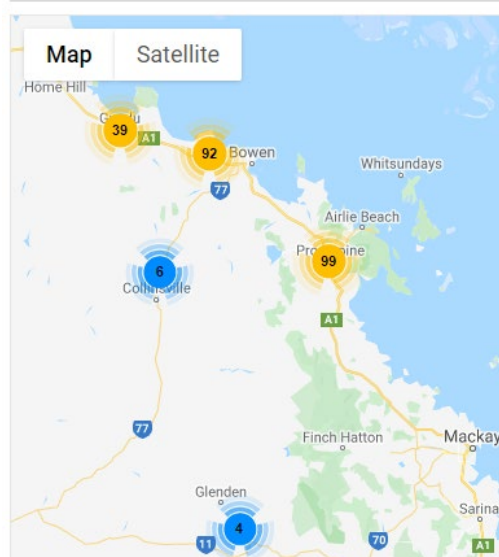 Map Satellite
Home Hill
39
A1
92
Bowen
Whitsundays
77
Airlie Beach
99
6
Collinsville
A1
77
Finch Hatton
Mackay
Glenden
Sarina
4
11
70
A1